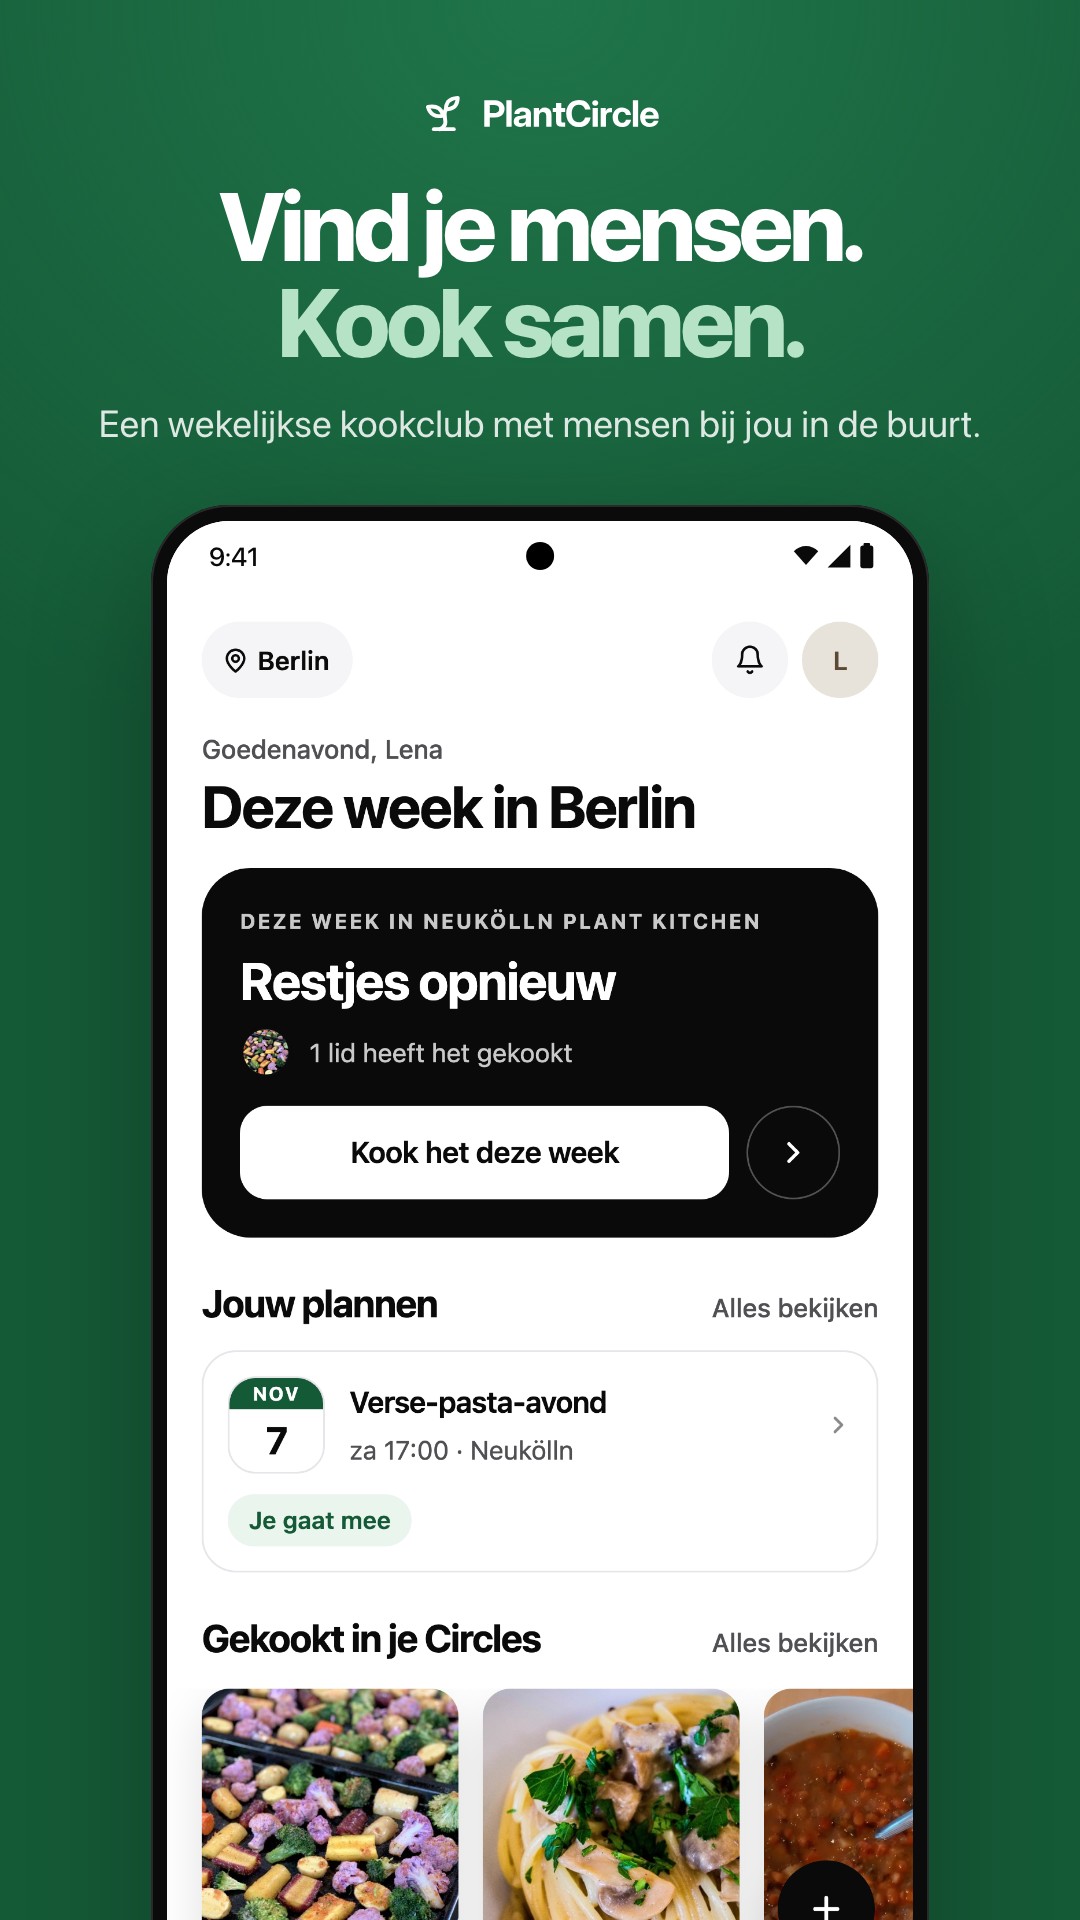 PlantCircle
Vind je mensen.
Kook samen.
Een wekelijkse kookclub met mensen bij jou in de buurt.
9:41
Berlin
L
Goedenavond, Lena
Deze week in Berlin
DEZE WEEK IN NEUKÖLLN PLANT KITCHEN
Restjes opnieuw
1 lid heeft het gekookt
Kook het deze week
Jouw plannen
Alles bekijken
NOV
7
Verse-pasta-avond
za 17:00 · Neukölln
Je gaat mee
Gekookt in je Circles
Alles bekijken